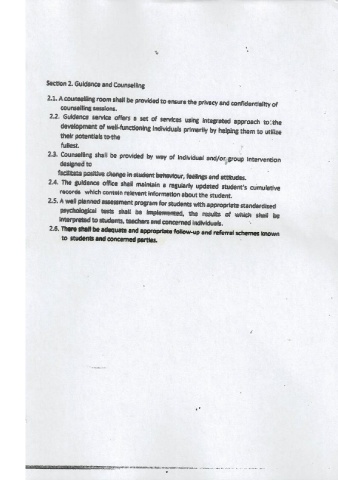 Section 2. Guidance and Counselling
2.1. A counselling room shall be provided to ensure the privacy and confidentiality of
counselling sessions.
2.2. Guidance service offers a set of services using integrated approach to the
development of well-functioning individuals primarily by helping them to utilize
their potentials to the
fullest.
2.3. Counselling shall be provided by way of individual and/or group intervention
designed to
facilitate positive change in student behaviour, feelings and attitudes.
2.4. The guidance office shall maintain a regularly updated student's cumulative
records which contain relevant information about the student.
2.5. A well planned assessment program for students with appropriate standardized
psychological tests shall be implemented, the results of which shall be
interpreted to students, teachers and concerned individuals.
2.6. There shall be adequate and appropriate follow-up and referral schemes known
to students and concerned parties.